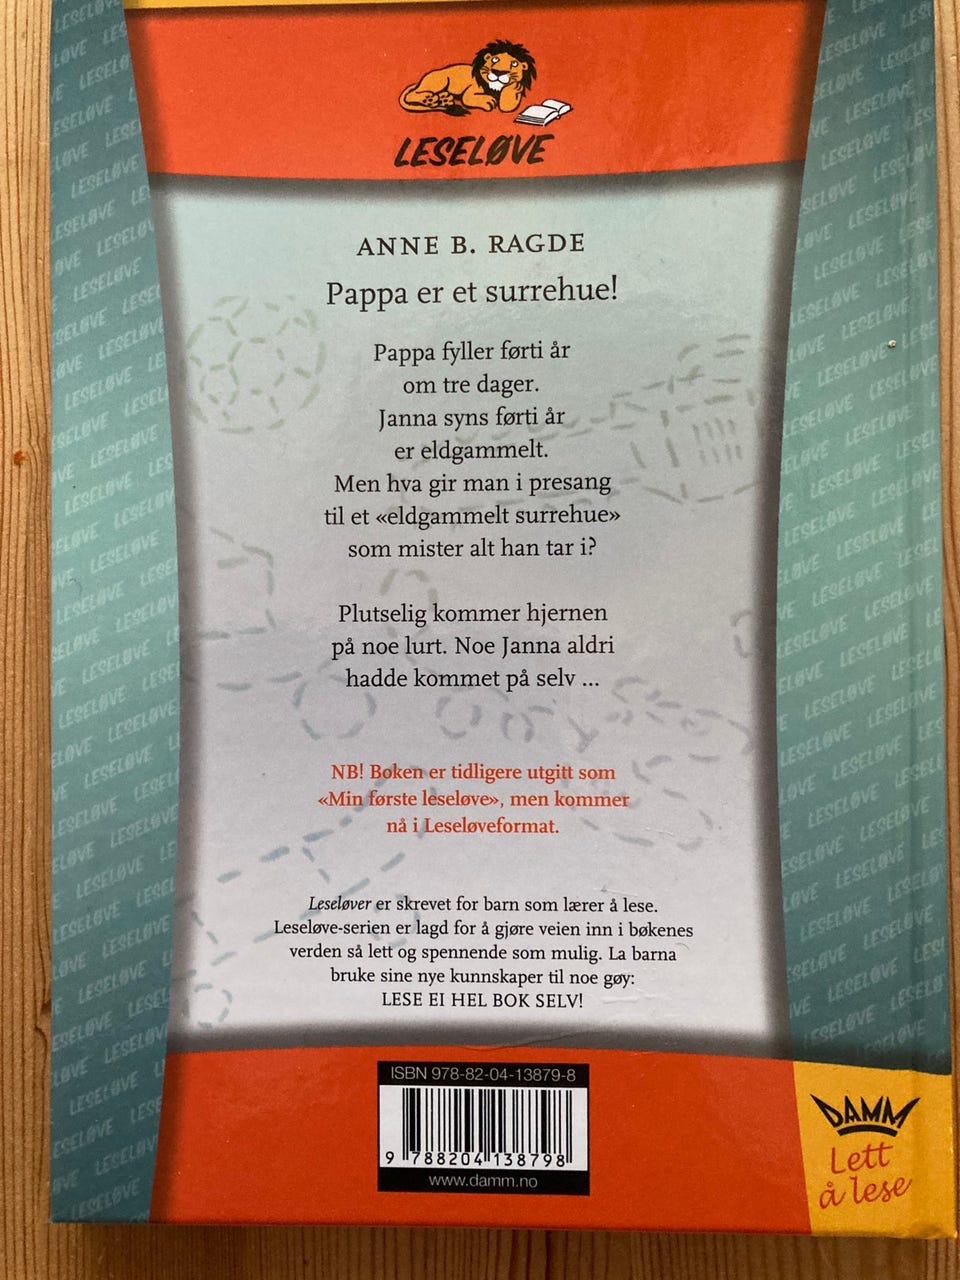 LESELØVE
ANNE B. RAGDE
Pappa er et surrehue!
Pappa fyller førti år
om tre dager.
Janna syns førti år
er eldgammelt.
Men hva gir man i presang
til et «eldgammelt surrehue»
som mister alt han tar i?
Plutselig kommer hjernen
på noe lurt. Noe Janna aldri
hadde kommet på selv ...
NB! Boken er tidligere utgitt som
«Min første leseløve», men kommer
nå i Leseløveformat.
Leseløver er skrevet for barn som lærer å lese.
Leseløve-serien er lagd for å gjøre veien inn i bøkenes
verden så lett og spennende som mulig. La barna
bruke sine nye kunnskaper til noe gøy:
LESE EI HEL BOK SELV!
ISBN 978-82-04-13879-8
9 788204 138798
www.damm.no
DAMM
Lett
å lese